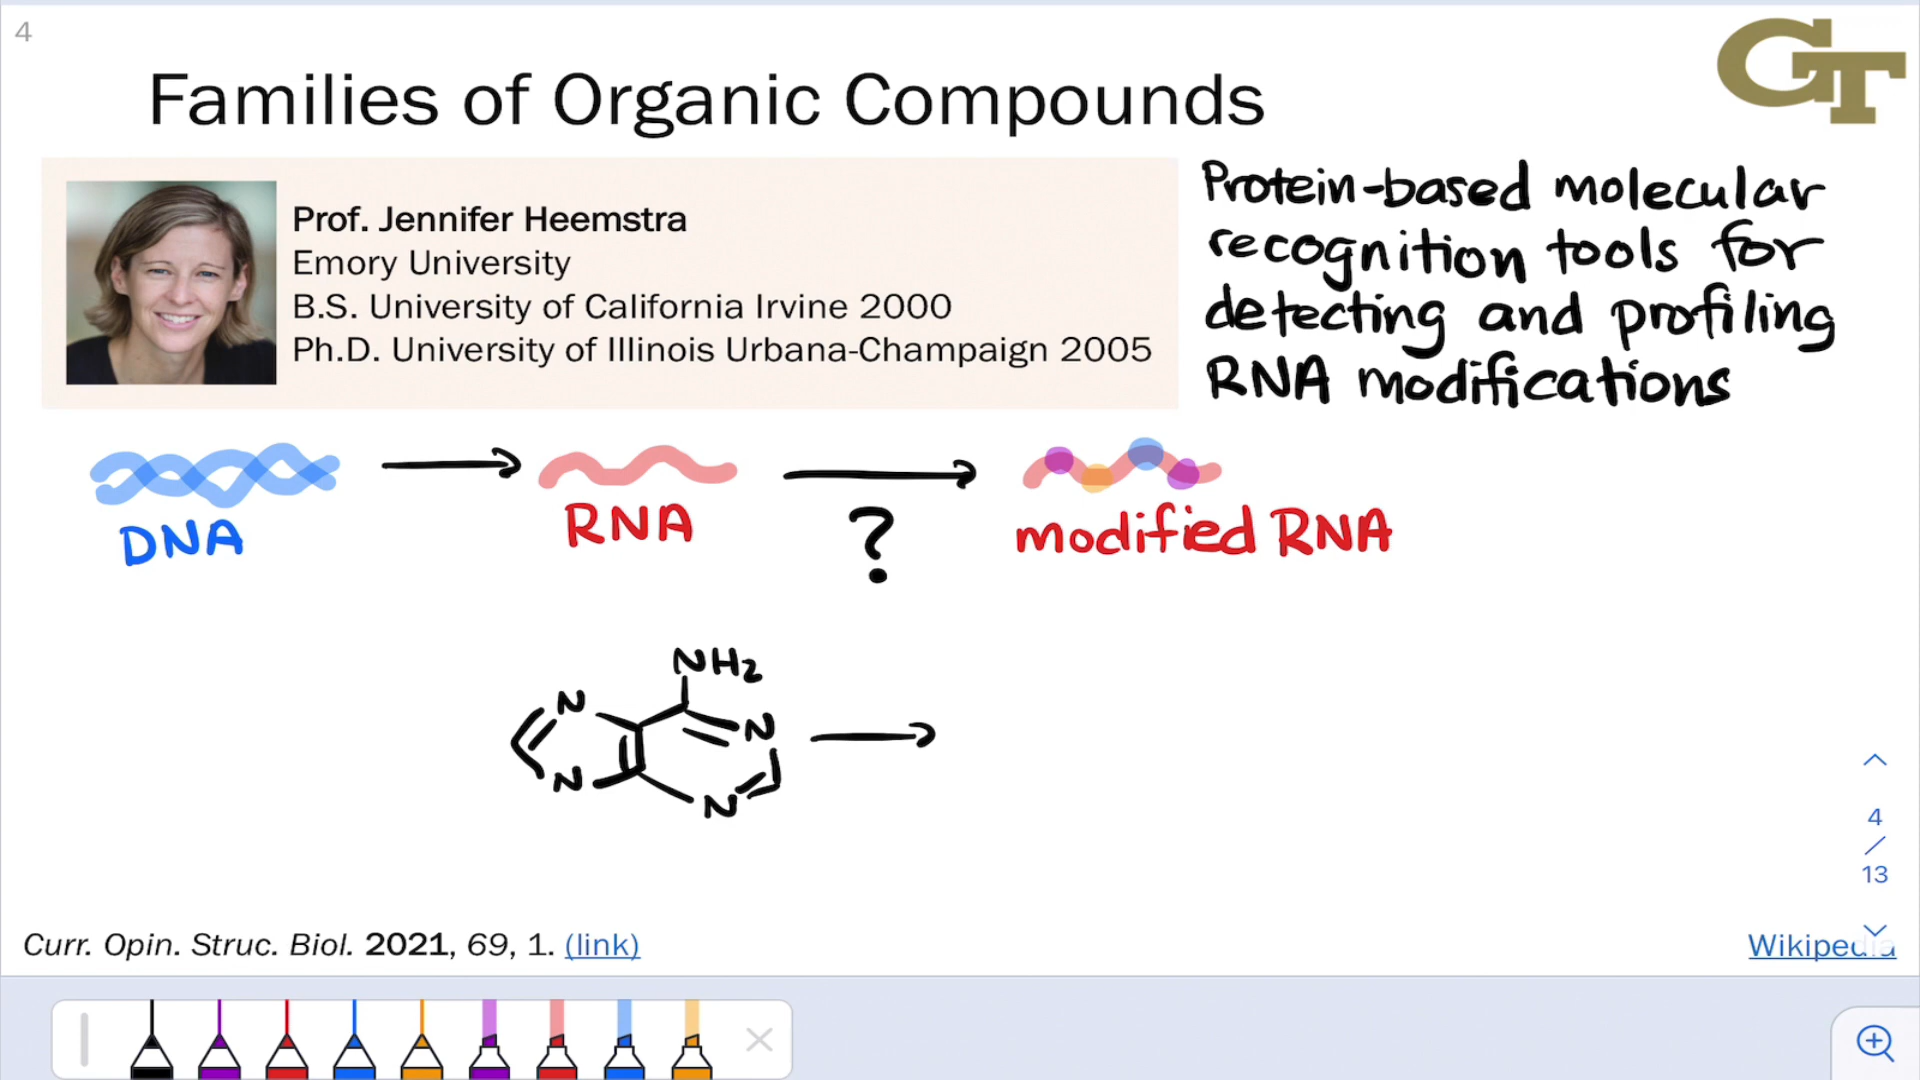 4
GT
Families of Organic Compounds
Prof. Jennifer Heemstra
Emory University
B.S. University of California Irvine 2000
Ph.D. University of Illinois Urbana-Champaign 2005
Protein-based molecular
recognition tools for
detecting and profiling
RNA modifications
DNA
RNA
?
modified RNA
NH2
N
N
N
N
4
/
13
Curr. Opin. Struc. Biol. 2021, 69, 1. (link)
Wikipedia